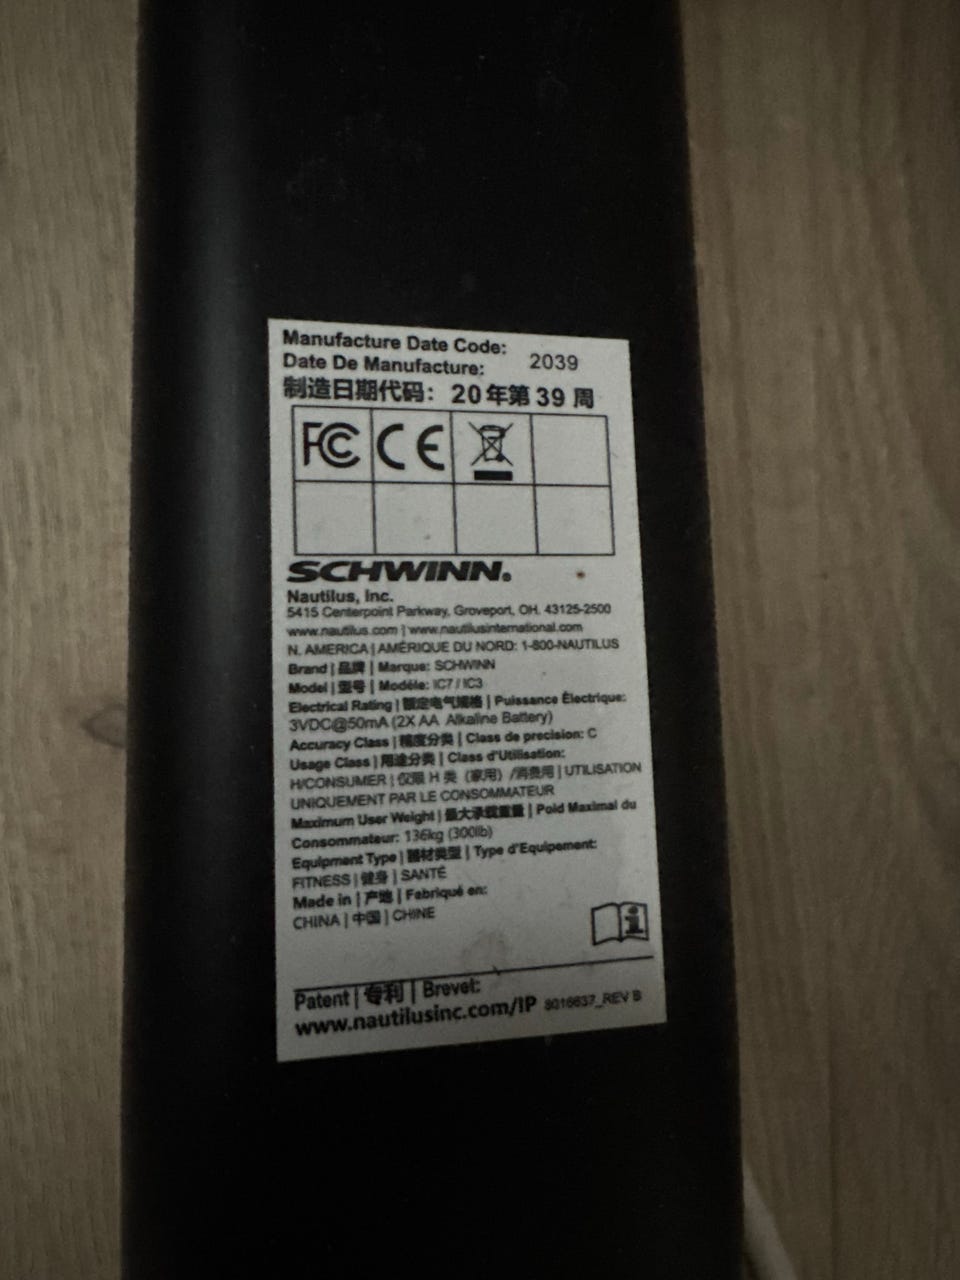 Manufacture Date Code:
Date De Manufacture: 2039
制造日期代码: 20年第39周
FCC CE
SCHWINN.
Nautilus, Inc.
5415 Centerpoint Parkway, Groveport, OH. 43125-2500
www.nautilus.com | www.nautilusinternational.com
N. AMERICA | AMÉRIQUE DU NORD: 1-800-NAUTILUS
Brand | 品牌 | Marque: SCHWINN
Model | 型号 | Modèle: IC7 / IC3
Electrical Rating | 额定电气规格 | Puissance Électrique:
3VDC@50mA (2X AA Alkaline Battery)
Accuracy Class | 精度分类 | Class de precision: C
Usage Class | 用途分类 | Class d'Utilisation:
H/CONSUMER | 仅限 H 类（家用）/消费用 | UTILISATION
UNIQUEMENT PAR LE CONSOMMATEUR
Maximum User Weight | 最大承载重量 | Poid Maximal du
Consommateur: 136kg (300lb)
Equipment Type | 器材类型 | Type d'Equipement:
FITNESS | 健身 | SANTÉ
Made in | 产地 | Fabriqué en:
CHINA | 中国 | CHINE
Patent | 专利 | Brevet:
www.nautilusinc.com/IP 8016637_REV B